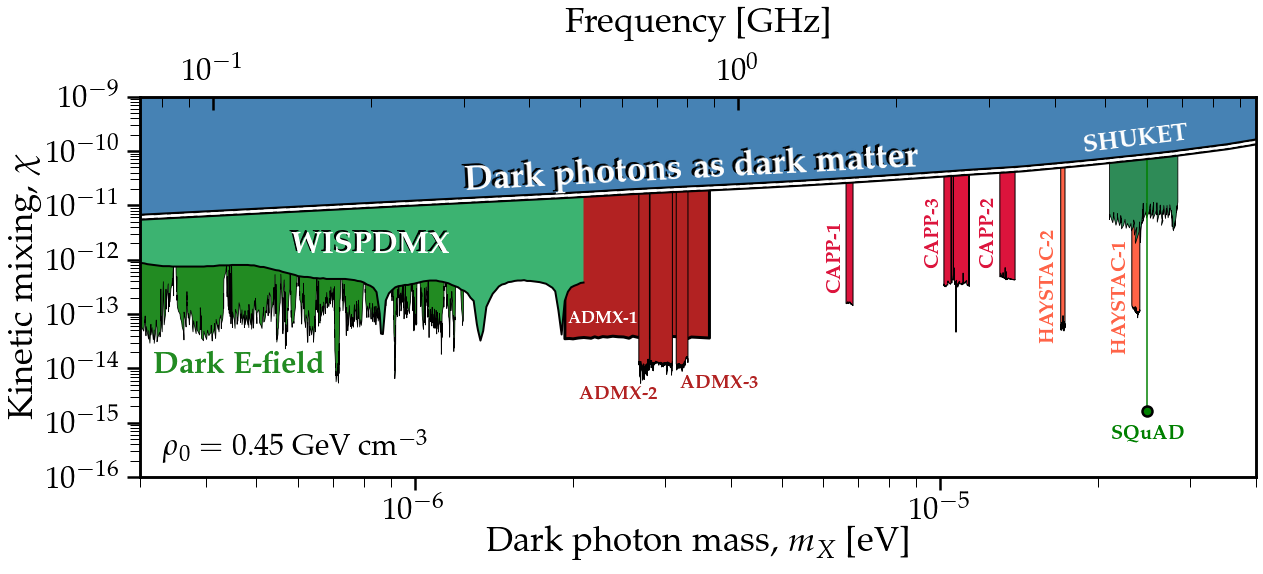 Frequency [GHz]
10⁻¹ 10⁰
10⁻⁹
10⁻¹⁰
10⁻¹¹
10⁻¹²
10⁻¹³
10⁻¹⁴
10⁻¹⁵
10⁻¹⁶
Kinetic mixing, χ
SHUKET
Dark photons as dark matter
WISPDMX
CAPP-1
CAPP-3
CAPP-2
HAYSTAC-2
HAYSTAC-1
ADMX-1
Dark E-field
ADMX-2
ADMX-3
SQuAD
ρ₀ = 0.45 GeV cm⁻³
10⁻⁶ 10⁻⁵
Dark photon mass, m_X [eV]